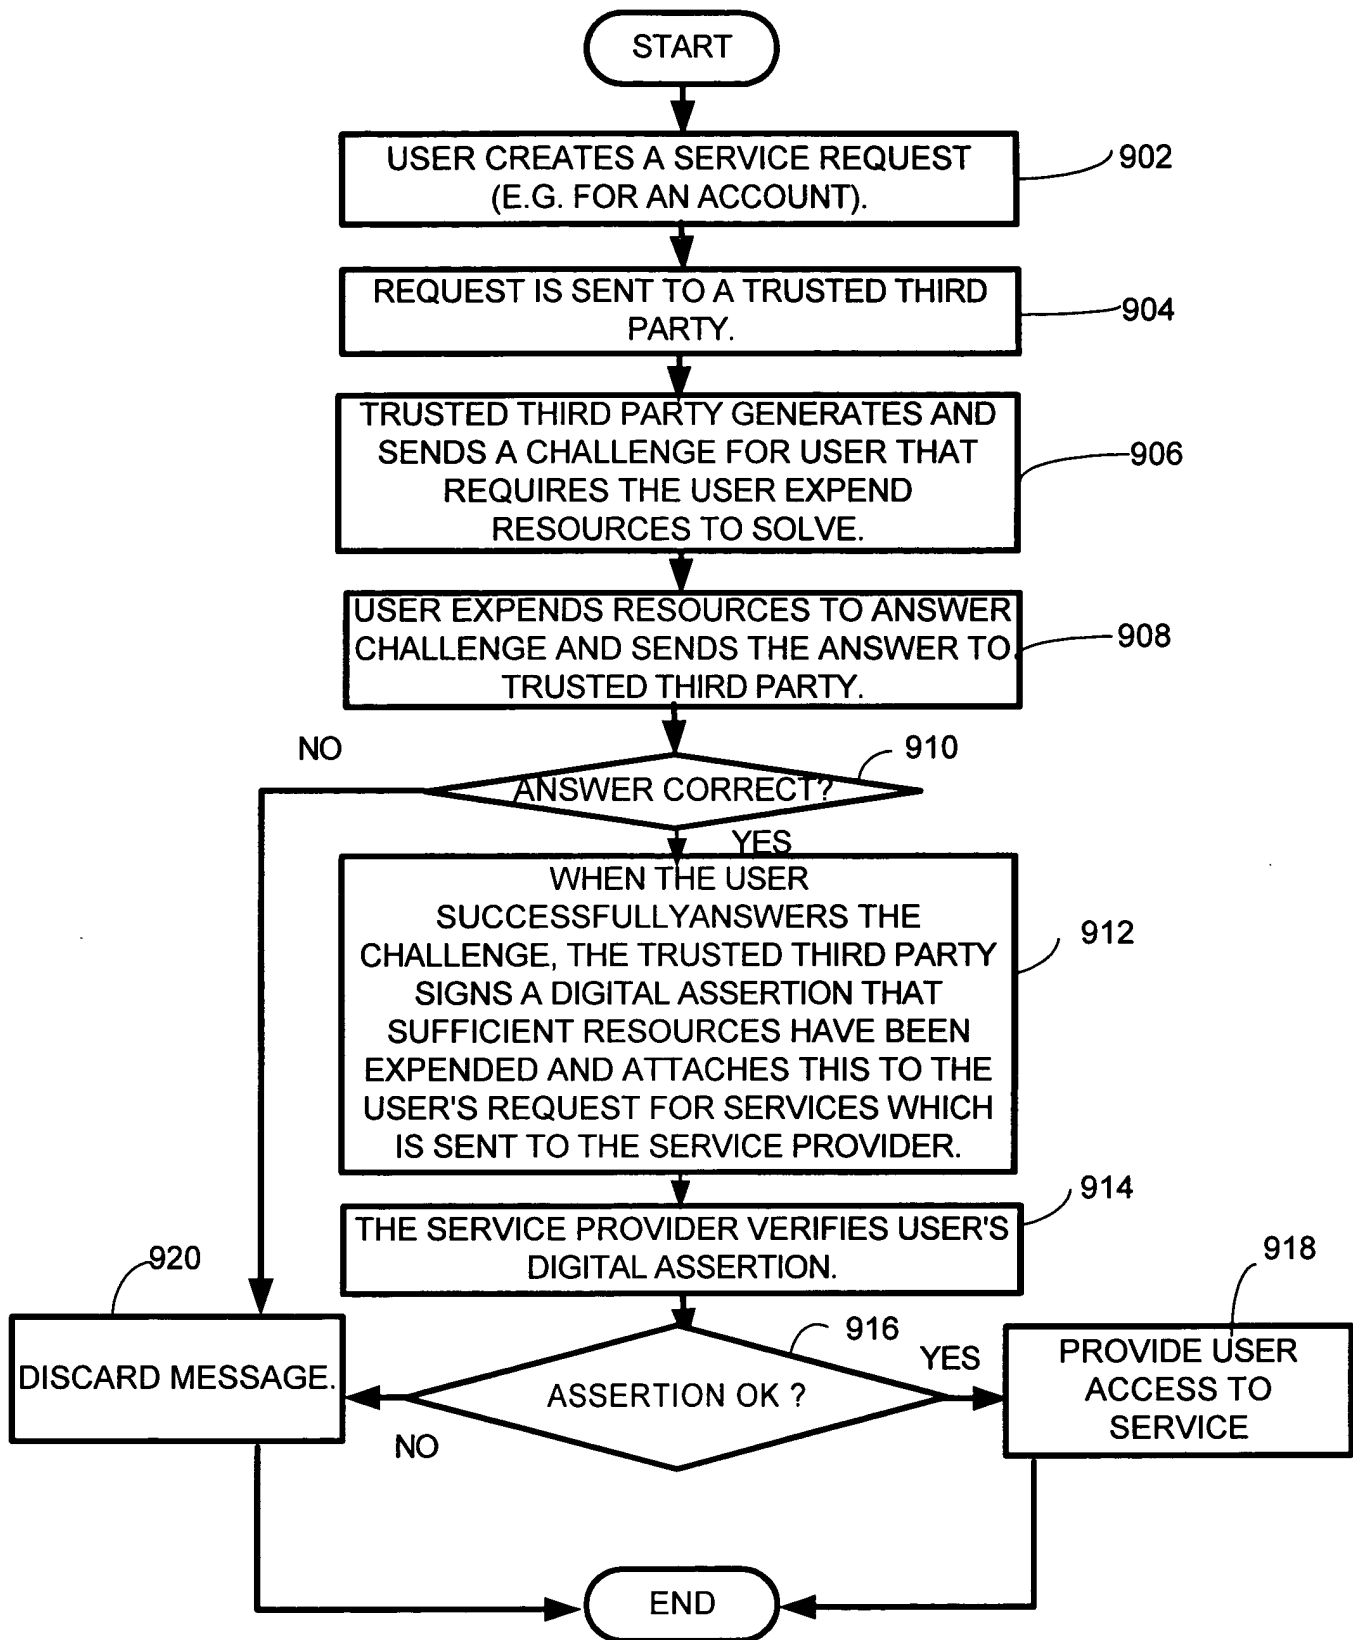 START
USER CREATES A SERVICE REQUEST
(E.G. FOR AN ACCOUNT).
902
REQUEST IS SENT TO A TRUSTED THIRD
PARTY.
904
TRUSTED THIRD PARTY GENERATES AND
SENDS A CHALLENGE FOR USER THAT
REQUIRES THE USER EXPEND
RESOURCES TO SOLVE.
906
USER EXPENDS RESOURCES TO ANSWER
CHALLENGE AND SENDS THE ANSWER TO
TRUSTED THIRD PARTY.
908
NO
910
ANSWER CORRECT?
YES
WHEN THE USER
SUCCESSFULLYANSWERS THE
CHALLENGE, THE TRUSTED THIRD PARTY
SIGNS A DIGITAL ASSERTION THAT
SUFFICIENT RESOURCES HAVE BEEN
EXPENDED AND ATTACHES THIS TO THE
USER'S REQUEST FOR SERVICES WHICH
IS SENT TO THE SERVICE PROVIDER.
912
914
THE SERVICE PROVIDER VERIFIES USER'S
DIGITAL ASSERTION.
920
DISCARD MESSAGE.
916
ASSERTION OK ?
YES
NO
918
PROVIDE USER
ACCESS TO
SERVICE
END